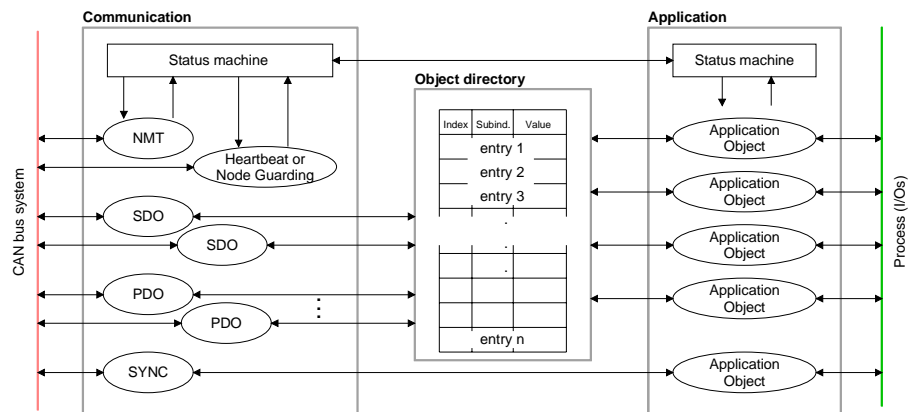 Communication
Application
Status machine
Status machine
Object directory
Index Subind. Value
NMT
Application
Object
entry 1
Heartbeat or
Node Guarding
entry 2
entry 3
Application
Object
SDO
SDO
Application
Object
PDO
PDO
Application
Object
entry n
SYNC
Application
Object
CAN bus system
Process (I/Os)